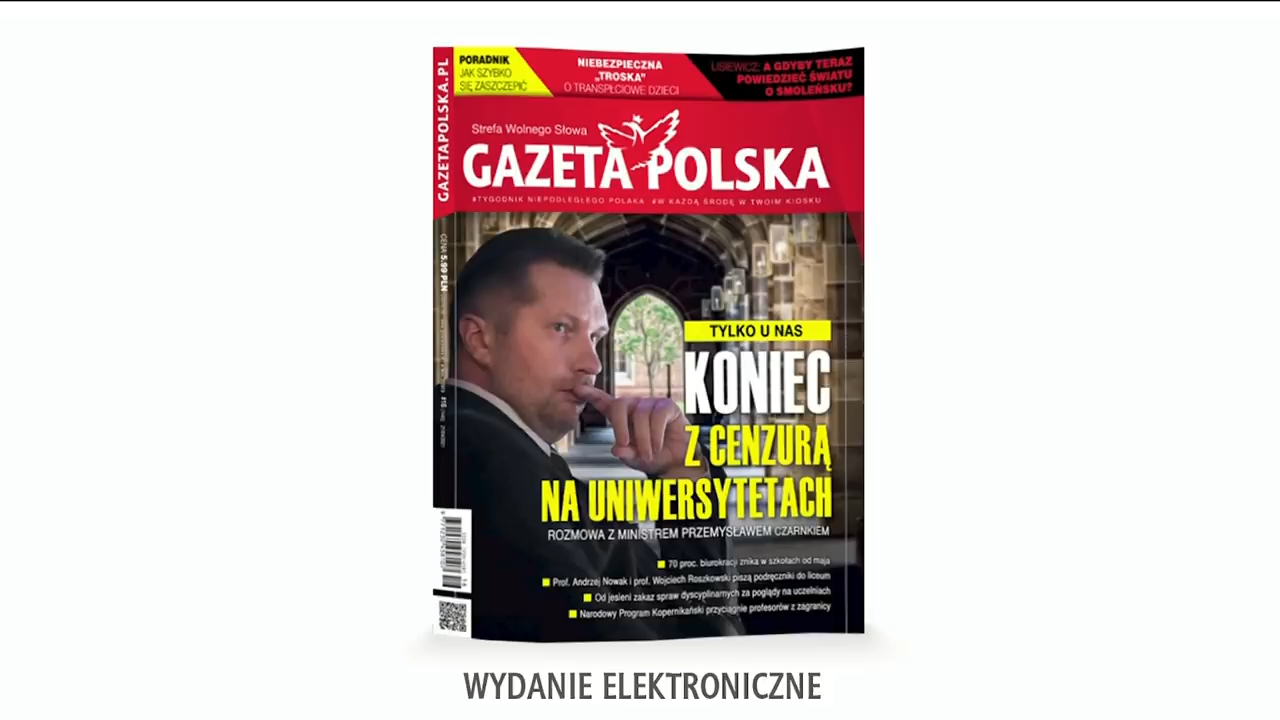 GAZETAPOLSKA.PL
PORADNIK
JAK SZYBKO
SIĘ ZASZCZEPIĆ
NIEBEZPIECZNA
„TROSKA”
O TRANSPŁCIOWE DZIECI
LISIEWICZ: A GDYBY TERAZ
POWIEDZIEĆ ŚWIATU
O SMOLEŃSKU?
Strefa Wolnego Słowa
GAZETA POLSKA
#TYGODNIK NIEPODLEGŁEGO POLAKA #W KAŻDĄ ŚRODĘ W TWOIM KIOSKU
CENA 5,99 PLN
TYLKO U NAS
KONIEC
Z CENZURĄ
NA UNIWERSYTETACH
ROZMOWA Z MINISTREM PRZEMYSŁAWEM CZARNKIEM
70 proc. biurokracji znika w szkołach od maja
Prof. Andrzej Nowak i prof. Wojciech Roszkowski piszą podręczniki do liceum
Od jesieni zakaz spraw dyscyplinarnych za poglądy na uczelniach
Narodowy Program Kopernikański przyciągnie profesorów z zagranicy
WYDANIE ELEKTRONICZNE